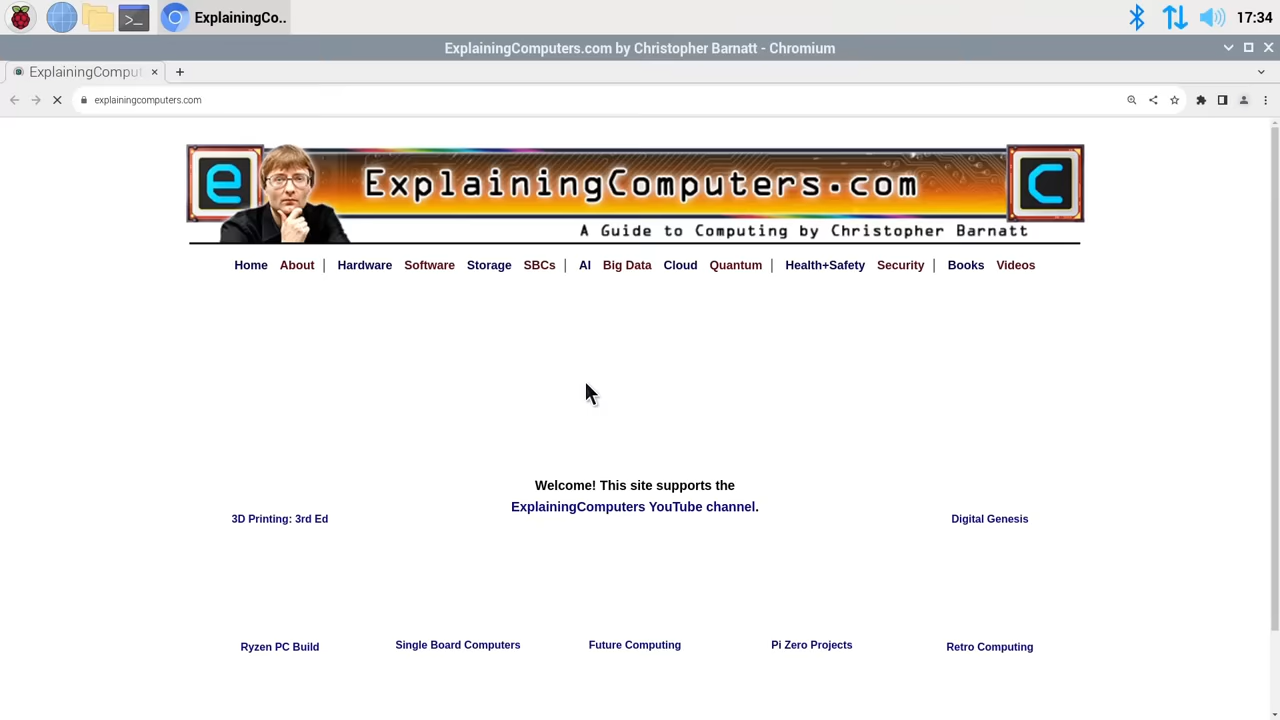 ExplainingCo.. 17:34
ExplainingComputers.com by Christopher Barnatt - Chromium
ExplainingComput
explainingcomputers.com
e ExplainingComputers.com c
A Guide to Computing by Christopher Barnatt
Home About | Hardware Software Storage SBCs | AI Big Data Cloud Quantum | Health+Safety Security | Books Videos
Welcome! This site supports the
ExplainingComputers YouTube channel.
3D Printing: 3rd Ed Digital Genesis
Ryzen PC Build Single Board Computers Future Computing Pi Zero Projects Retro Computing